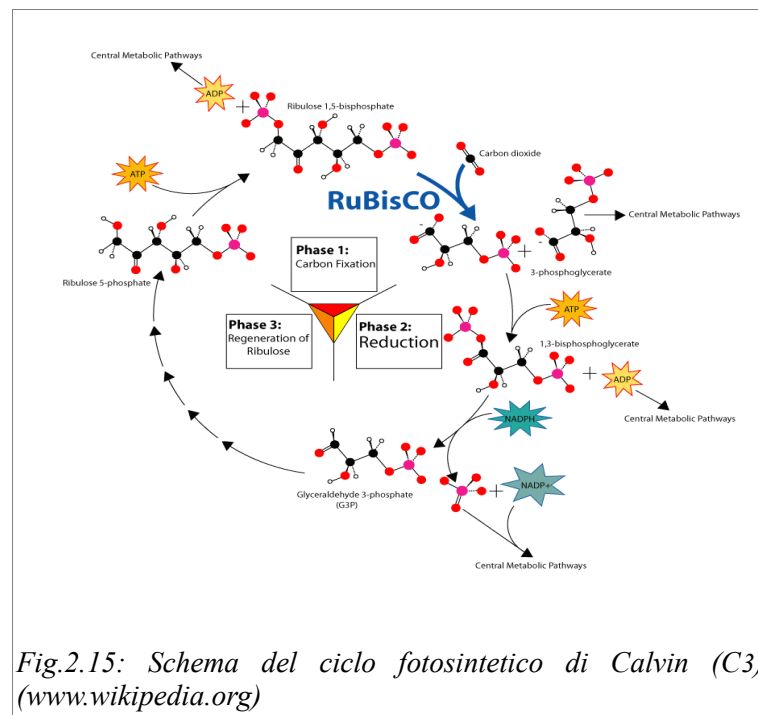 Central Metabolic Pathways
ADP
+
Ribulose 1,5-bisphosphate
Carbon dioxide
ATP
RuBisCO
Central Metabolic Pathways
-
+
-
3-phosphoglycerate
Ribulose 5-phosphate
Phase 1:
Carbon Fixation
Phase 3:
Regeneration of
Ribulose
Phase 2:
Reduction
ATP
1,3-bisphosphoglycerate
+
ADP
Central Metabolic Pathways
NADPH
Glyceraldehyde 3-phosphate
(G3P)
+
NADP+
Central Metabolic Pathways
Fig.2.15: Schema del ciclo fotosintetico di Calvin (C3)
(www.wikipedia.org)